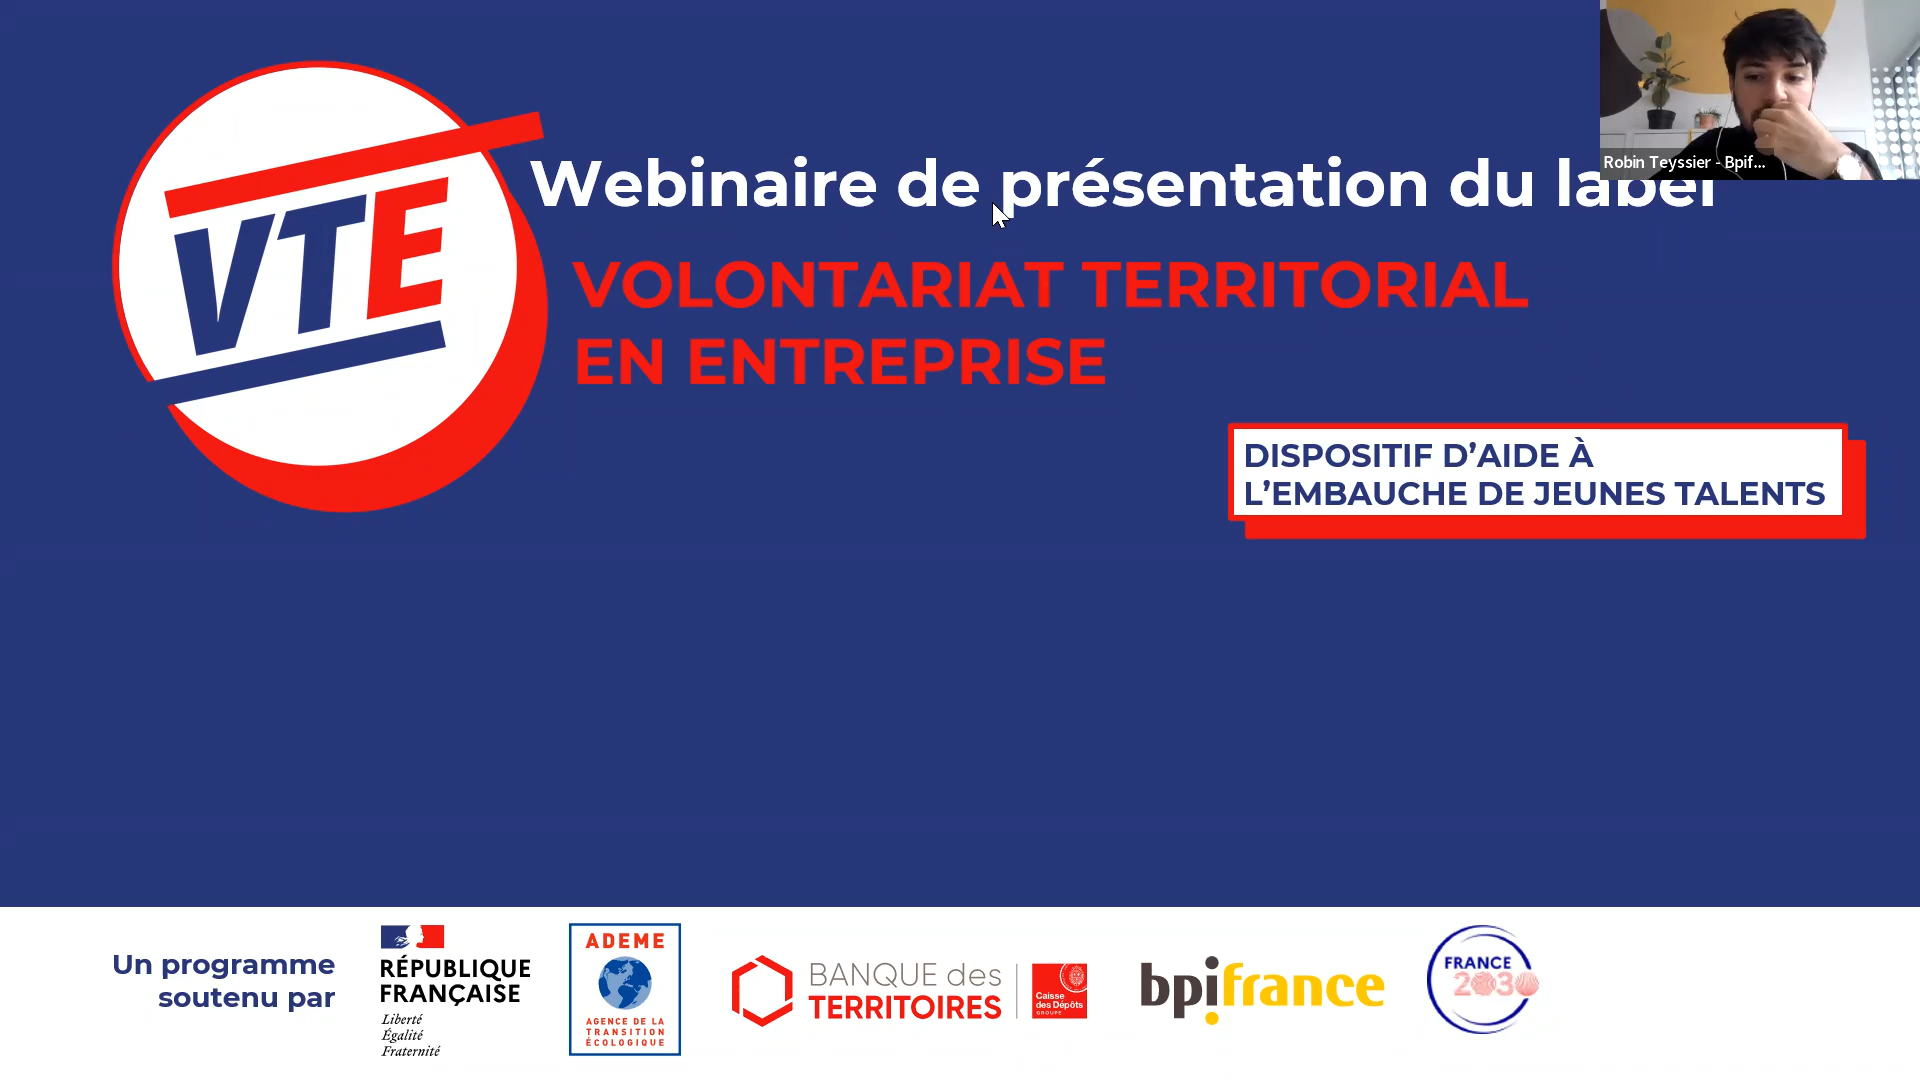 VTE
Webinaire de présentation du label
VOLONTARIAT TERRITORIAL
EN ENTREPRISE
Robin Teyssier - Bpif...
DISPOSITIF D’AIDE À
L’EMBAUCHE DE JEUNES TALENTS
Un programme
soutenu par
RÉPUBLIQUE
FRANÇAISE
Liberté
Égalité
Fraternité
ADEME
AGENCE DE LA
TRANSITION
ÉCOLOGIQUE
BANQUE des
TERRITOIRES
Caisse
des Dépôts
GROUPE
bpifrance
FRANCE
2030